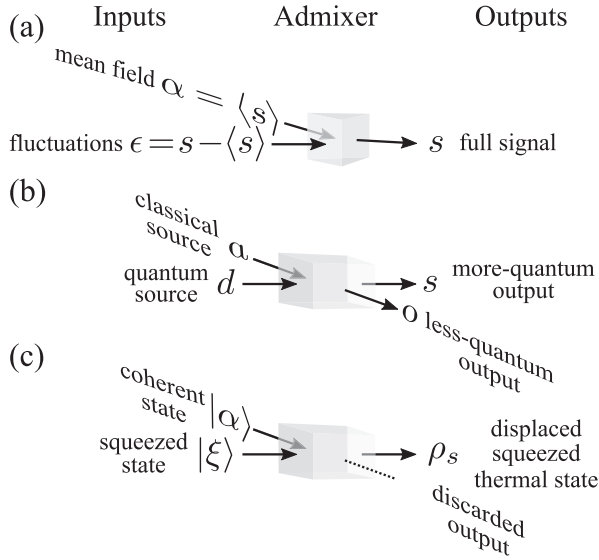 Inputs Admixer Outputs
(a)
mean field α = ⟨s⟩
fluctuations ϵ = s − ⟨s⟩
s full signal
(b)
classical
source a
quantum
source d
s more-quantum
output
o less-quantum
output
(c)
coherent
state |α⟩
squeezed
state |ξ⟩
ρₛ displaced
squeezed
thermal state
discarded
output